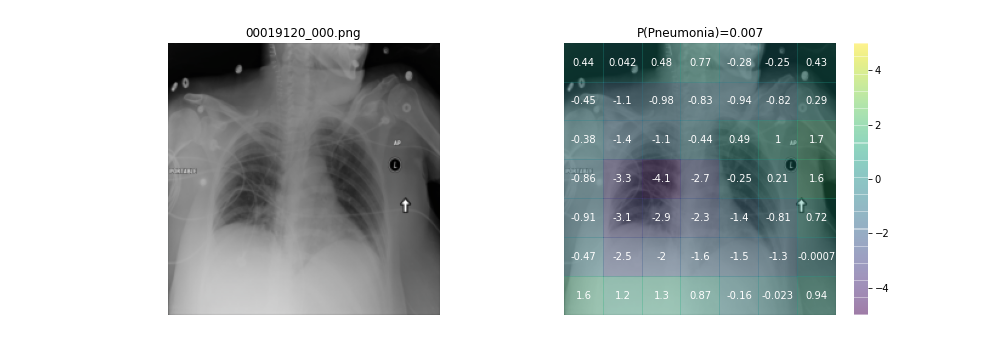 00019120_000.png
AP
L
P(Pneumonia)=0.007
0.44 0.042 0.48 0.77 -0.28 -0.25 0.43
-0.45 -1.1 -0.98 -0.83 -0.94 -0.82 0.29
-0.38 -1.4 -1.1 -0.44 0.49 1 1.7
AP
-0.86 -3.3 -4.1 -2.7 -0.25 0.21 1.6
L
-0.91 -3.1 -2.9 -2.3 -1.4 -0.81 0.72
-0.47 -2.5 -2 -1.6 -1.5 -1.3 -0.0007
1.6 1.2 1.3 0.87 -0.16 -0.023 0.94
4
2
0
−2
−4